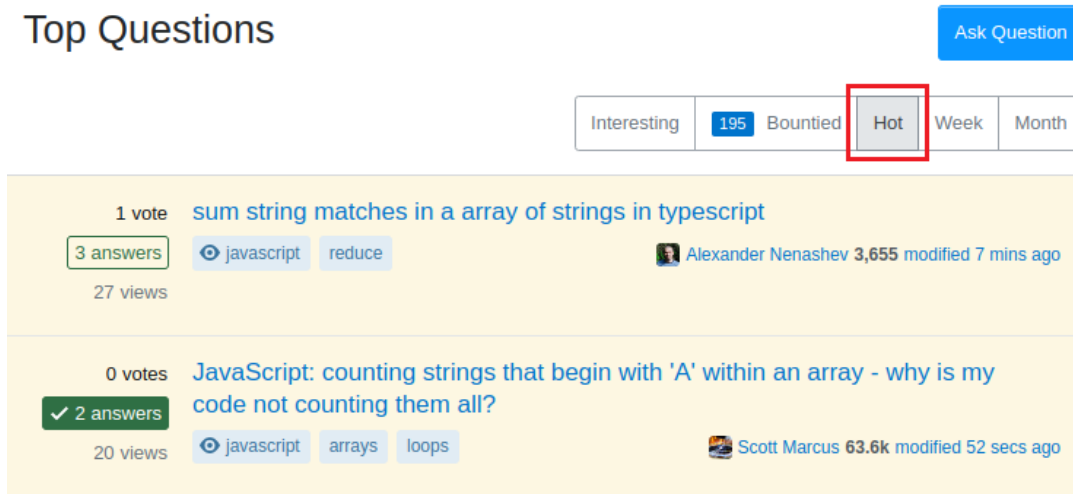 Top Questions
Ask Question
Interesting 195 Bountied Hot Week Month
1 vote
sum string matches in a array of strings in typescript
3 answers
javascript reduce
Alexander Nenashev 3,655 modified 7 mins ago
27 views
0 votes
JavaScript: counting strings that begin with 'A' within an array - why is my
code not counting them all?
2 answers
javascript arrays loops
Scott Marcus 63.6k modified 52 secs ago
20 views